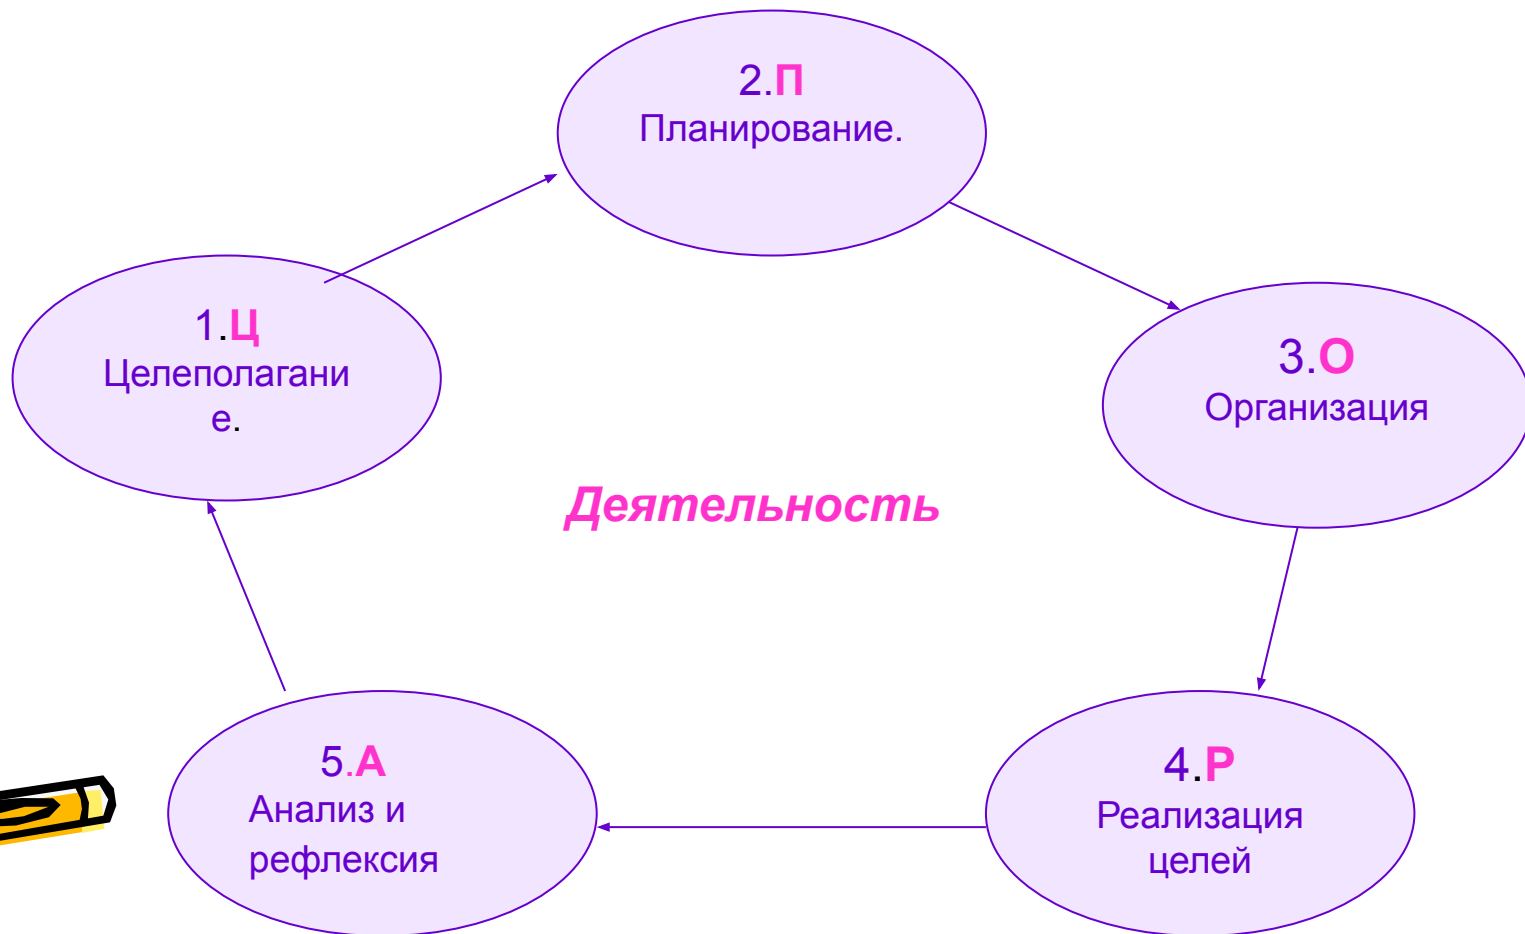 2.П
Планирование.
1.Ц
Целеполагани
е.
3.О
Организация
Деятельность
5.А
Анализ и
рефлексия
4.Р
Реализация
целей